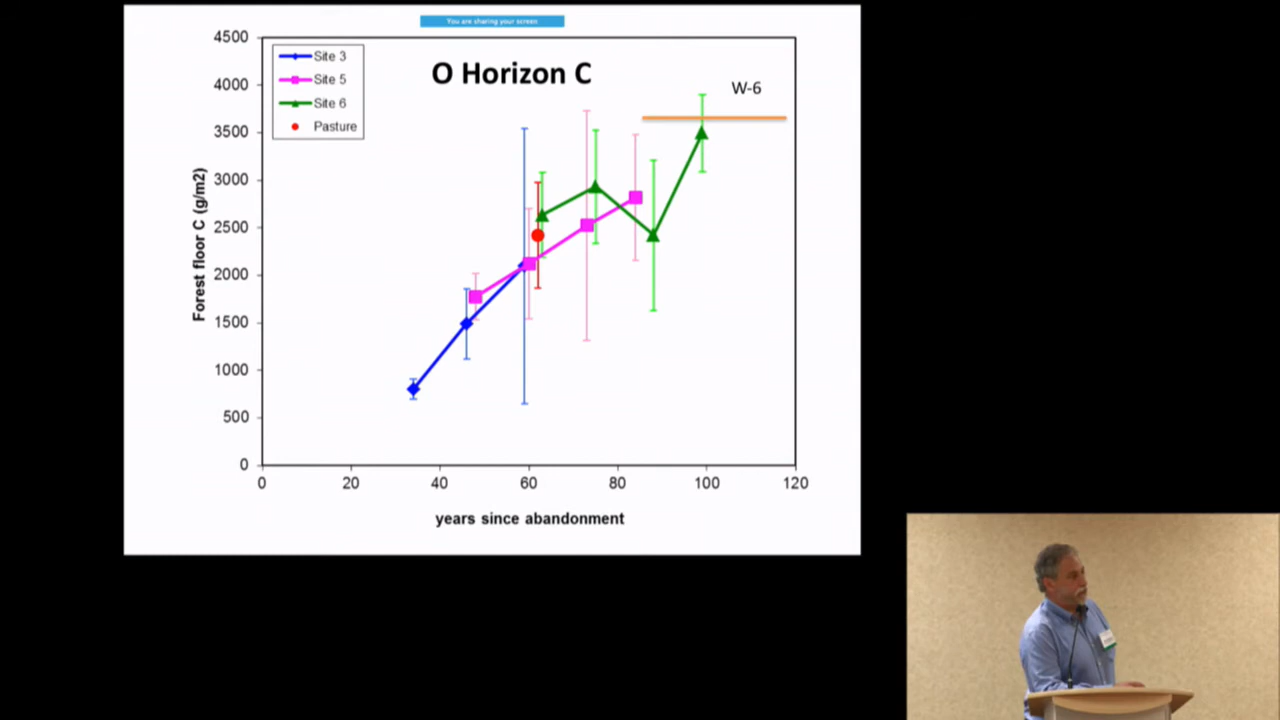 You are sharing your screen
O Horizon C
Site 3
Site 5
Site 6
Pasture
W-6
Forest floor C (g/m2)
4500
4000
3500
3000
2500
2000
1500
1000
500
0
0 20 40 60 80 100 120
years since abandonment